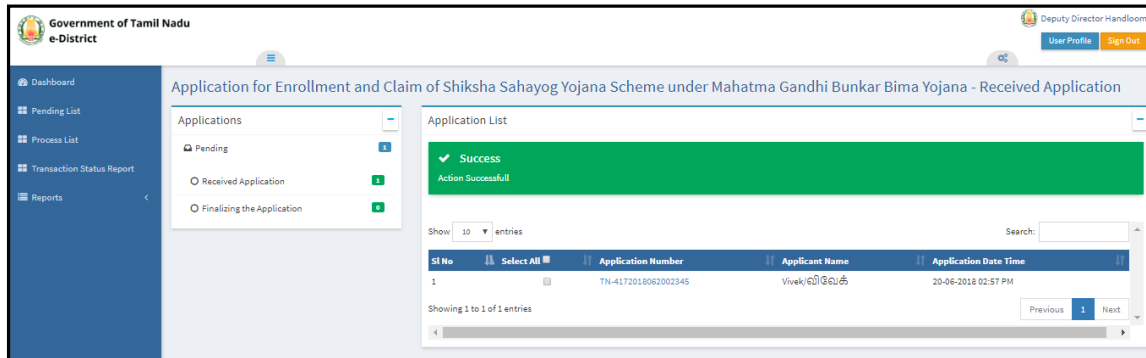 Government of Tamil Nadu
e-District
Deputy Director Handloom
User Profile Sign Out
Dashboard
Pending List
Process List
Transaction Status Report
Reports
Application for Enrollment and Claim of Shiksha Sahayog Yojana Scheme under Mahatma Gandhi Bunkar Bima Yojana - Received Application
Applications
Pending 1
Received Application 1
Finalizing the Application 0
Application List
Success
Action Successfull
Show 10 entries Search:
Sl No Select All Application Number Applicant Name Application Date Time
1 TN-4172018062002345 Vivek/விவேக் 20-06-2018 02:57 PM
Showing 1 to 1 of 1 entries
Previous 1 Next